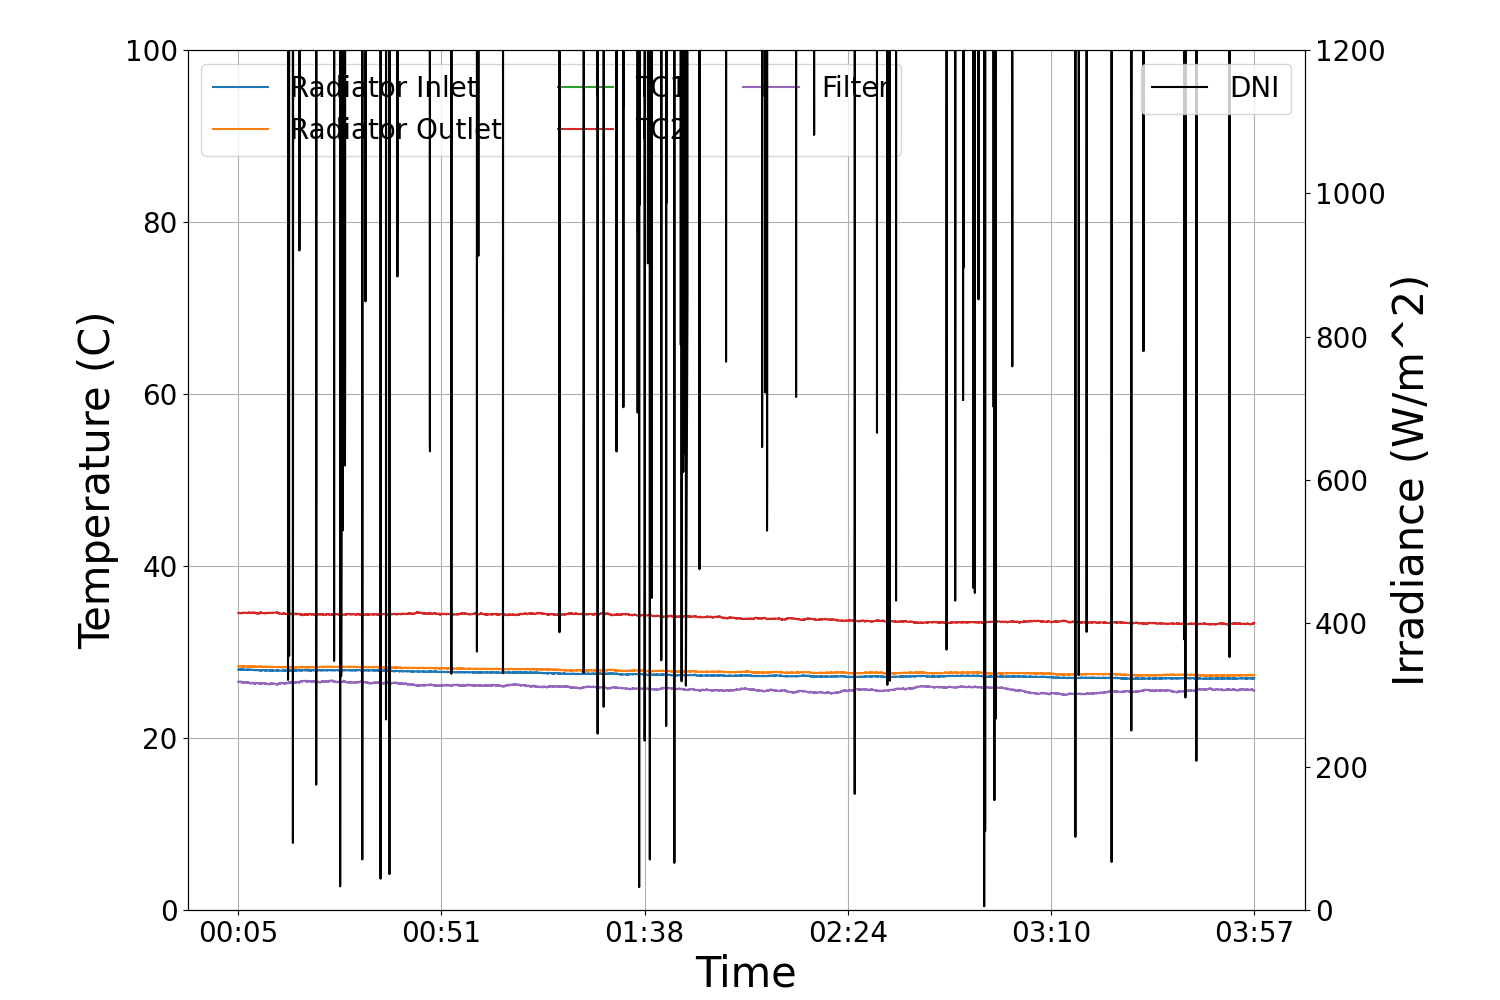 100
80
60
40
20
0
Temperature (C)
Radiator Inlet
Radiator Outlet
TC1
TC2
Filter
DNI
1200
1000
800
600
400
200
0
Irradiance (W/m^2)
00:05
00:51
01:38
02:24
03:10
03:57
Time